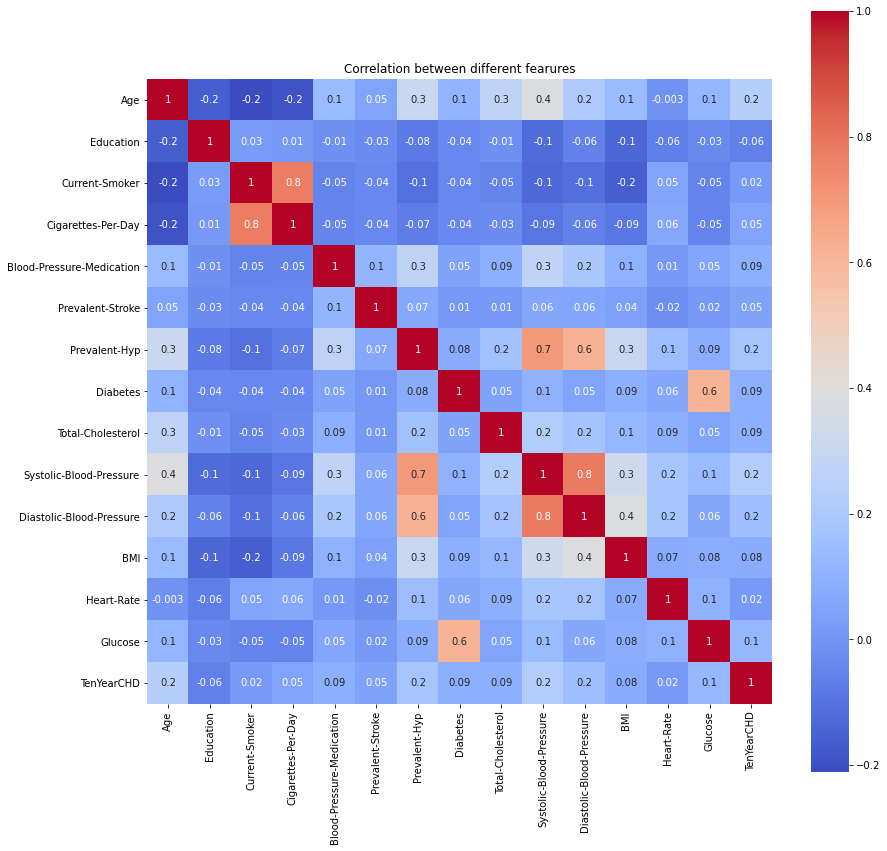 Correlation between different fearures
Age 1 -0.2 -0.2 -0.2 0.1 0.05 0.3 0.1 0.3 0.4 0.2 0.1 -0.003 0.1 0.2
Education -0.2 1 0.03 0.01 -0.01 -0.03 -0.08 -0.04 -0.01 -0.1 -0.06 -0.1 -0.06 -0.03 -0.06
Current-Smoker -0.2 0.03 1 0.8 -0.05 -0.04 -0.1 -0.04 -0.05 -0.1 -0.1 -0.2 0.05 -0.05 0.02
Cigarettes-Per-Day -0.2 0.01 0.8 1 -0.05 -0.04 -0.07 -0.04 -0.03 -0.09 -0.06 -0.09 0.06 -0.05 0.05
Blood-Pressure-Medication 0.1 -0.01 -0.05 -0.05 1 0.1 0.3 0.05 0.09 0.3 0.2 0.1 0.01 0.05 0.09
Prevalent-Stroke 0.05 -0.03 -0.04 -0.04 0.1 1 0.07 0.01 0.01 0.06 0.06 0.04 -0.02 0.02 0.05
Prevalent-Hyp 0.3 -0.08 -0.1 -0.07 0.3 0.07 1 0.08 0.2 0.7 0.6 0.3 0.1 0.09 0.2
Diabetes 0.1 -0.04 -0.04 -0.04 0.05 0.01 0.08 1 0.05 0.1 0.05 0.09 0.06 0.6 0.09
Total-Cholesterol 0.3 -0.01 -0.05 -0.03 0.09 0.01 0.2 0.05 1 0.2 0.2 0.1 0.09 0.05 0.09
Systolic-Blood-Pressure 0.4 -0.1 -0.1 -0.09 0.3 0.06 0.7 0.1 0.2 1 0.8 0.3 0.2 0.1 0.2
Diastolic-Blood-Pressure 0.2 -0.06 -0.1 -0.06 0.2 0.06 0.6 0.05 0.2 0.8 1 0.4 0.2 0.06 0.2
BMI 0.1 -0.1 -0.2 -0.09 0.1 0.04 0.3 0.09 0.1 0.3 0.4 1 0.07 0.08 0.08
Heart-Rate -0.003 -0.06 0.05 0.06 0.01 -0.02 0.1 0.06 0.09 0.2 0.2 0.07 1 0.1 0.02
Glucose 0.1 -0.03 -0.05 -0.05 0.05 0.02 0.09 0.6 0.05 0.1 0.06 0.08 0.1 1 0.1
TenYearCHD 0.2 -0.06 0.02 0.05 0.09 0.05 0.2 0.09 0.09 0.2 0.2 0.08 0.02 0.1 1
Age
Education
Current-Smoker
Cigarettes-Per-Day
Blood-Pressure-Medication
Prevalent-Stroke
Prevalent-Hyp
Diabetes
Total-Cholesterol
Systolic-Blood-Pressure
Diastolic-Blood-Pressure
BMI
Heart-Rate
Glucose
TenYearCHD
1.0
0.8
0.6
0.4
0.2
0.0
-0.2